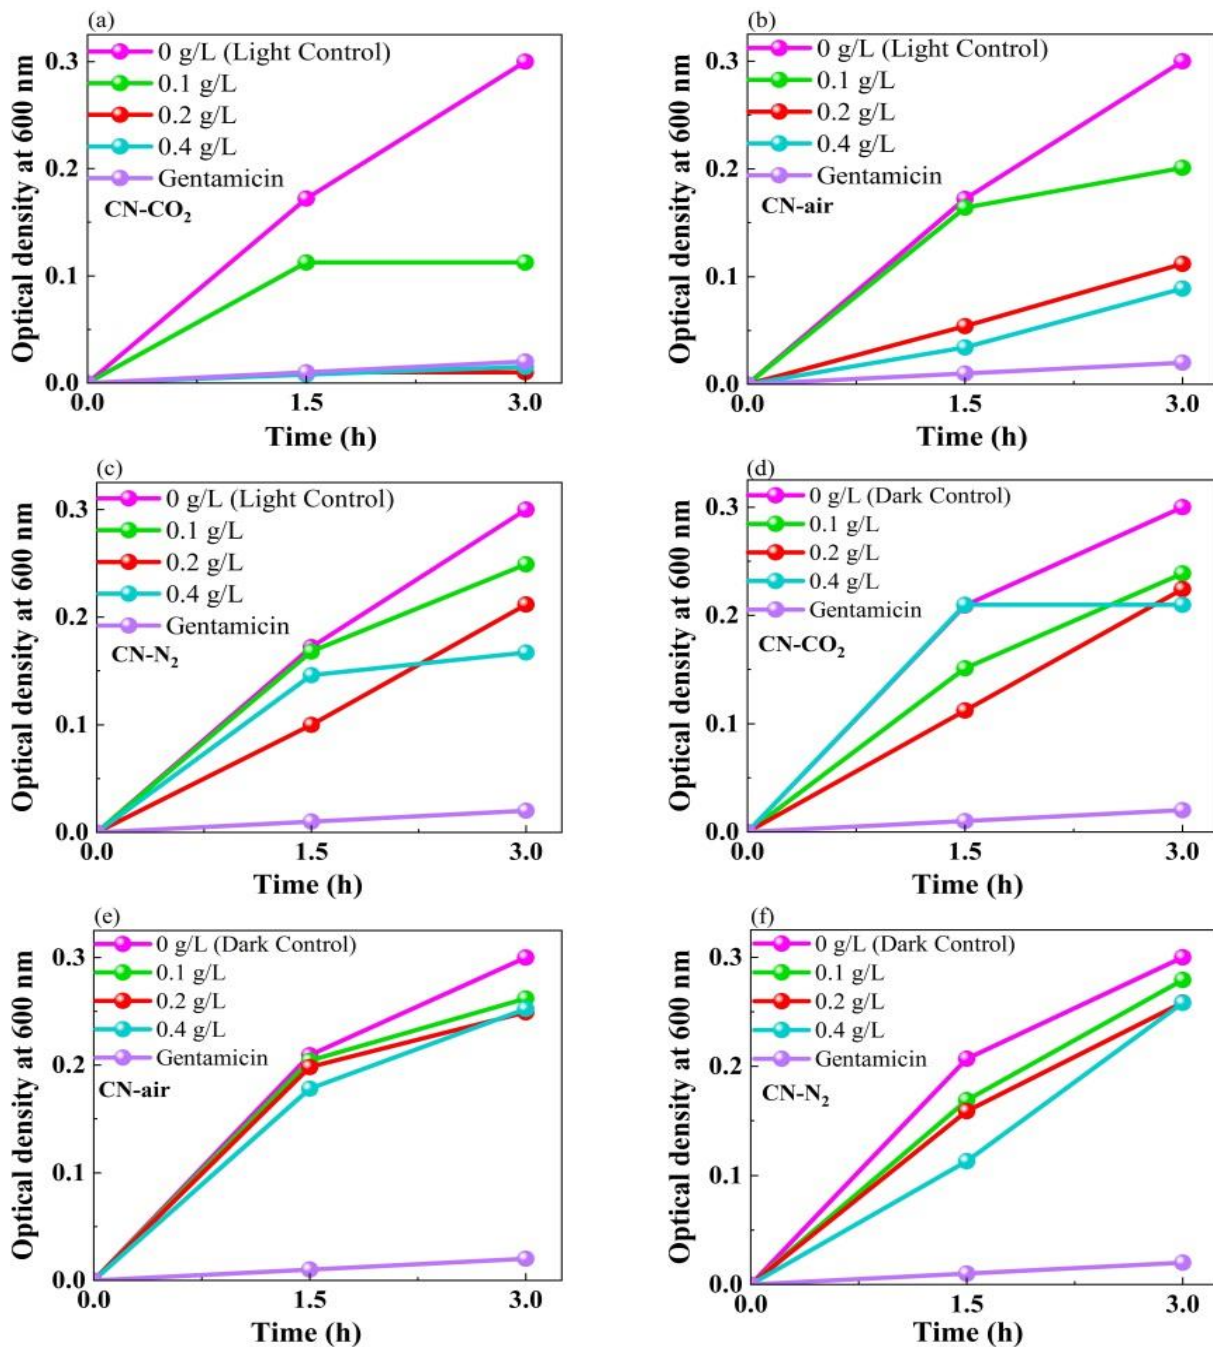 (a)
0 g/L (Light Control)
0.1 g/L
0.2 g/L
0.4 g/L
Gentamicin
CN-CO₂
Optical density at 600 nm
0.3
0.2
0.1
0.0
0.0 1.5 3.0
Time (h)
(b)
0 g/L (Light Control)
0.1 g/L
0.2 g/L
0.4 g/L
Gentamicin
CN-air
Optical density at 600 nm
0.3
0.2
0.1
0.0
0.0 1.5 3.0
Time (h)
(c)
0 g/L (Light Control)
0.1 g/L
0.2 g/L
0.4 g/L
Gentamicin
CN-N₂
Optical density at 600 nm
0.3
0.2
0.1
0.0
0.0 1.5 3.0
Time (h)
(d)
0 g/L (Dark Control)
0.1 g/L
0.2 g/L
0.4 g/L
Gentamicin
CN-CO₂
Optical density at 600 nm
0.3
0.2
0.1
0.0
0.0 1.5 3.0
Time (h)
(e)
0 g/L (Dark Control)
0.1 g/L
0.2 g/L
0.4 g/L
Gentamicin
CN-air
Optical density at 600 nm
0.3
0.2
0.1
0.0
0.0 1.5 3.0
Time (h)
(f)
0 g/L (Dark Control)
0.1 g/L
0.2 g/L
0.4 g/L
Gentamicin
CN-N₂
Optical density at 600 nm
0.3
0.2
0.1
0.0
0.0 1.5 3.0
Time (h)